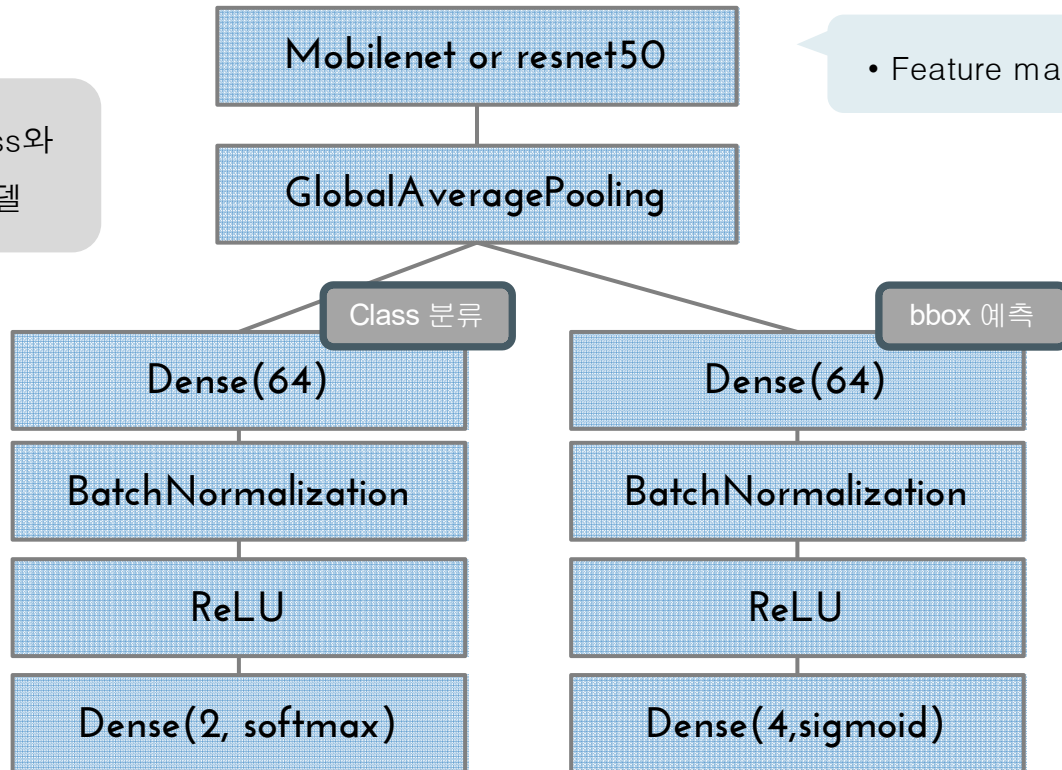 Mobilenet or resnet50
• Feature ma
ss와
델
GlobalAveragePooling
Class 분류
bbox 예측
Dense(64)
Dense(64)
BatchNormalization
BatchNormalization
ReLU
ReLU
Dense(2, softmax)
Dense(4,sigmoid)